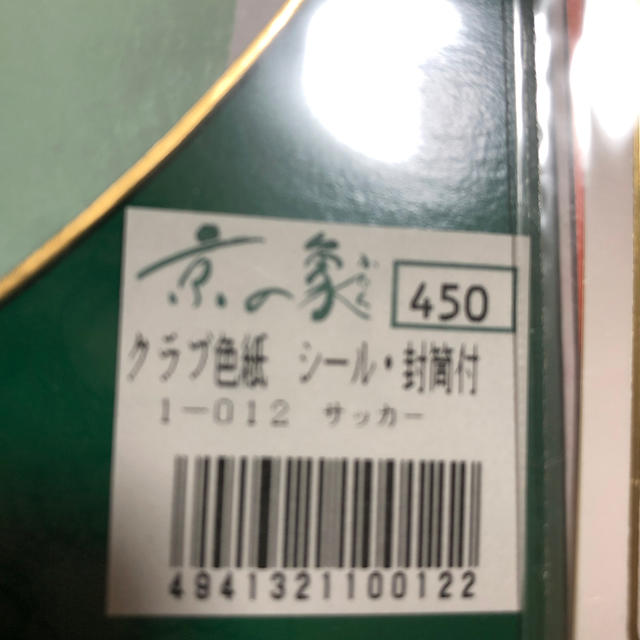 京の象
450
クラブ色紙 シール・封筒付
1-012 サッカー
4941321100122